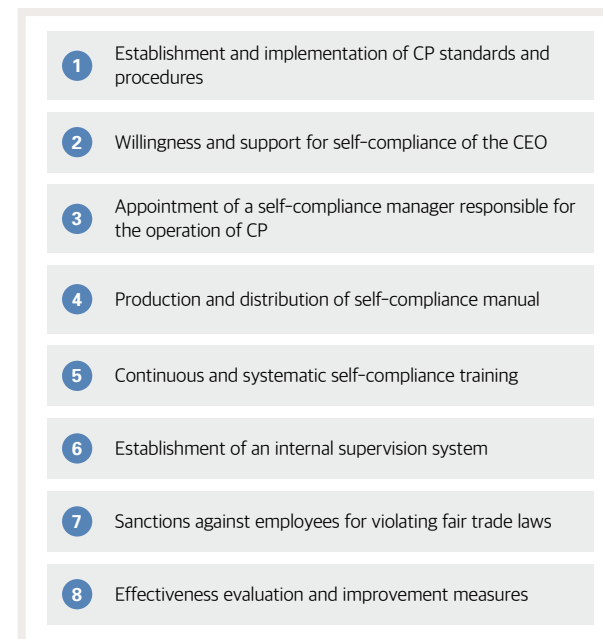 1
Establishment and implementation of CP standards and
procedures
2
Willingness and support for self-compliance of the CEO
3
Appointment of a self-compliance manager responsible for
the operation of CP
4
Production and distribution of self-compliance manual
5
Continuous and systematic self-compliance training
6
Establishment of an internal supervision system
7
Sanctions against employees for violating fair trade laws
8
Effectiveness evaluation and improvement measures